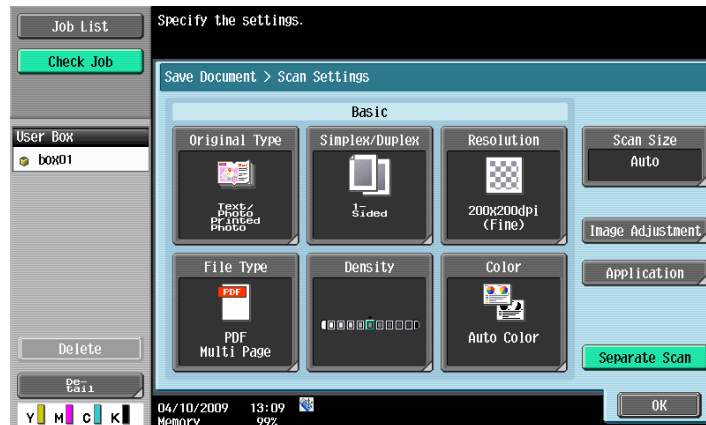 Job List
Check Job
Specify the settings.
Save Document > Scan Settings
Basic
User Box
box01
Original Type
Text/
Photo
Printed
Photo
Simplex/Duplex
1-
Sided
Resolution
200X200dpi
(Fine)
Scan Size
Auto
Image Adjustment
File Type
PDF
PDF
Multi Page
Density
Color
Auto Color
Application
Separate Scan
Delete
De-
tail
Y M C K
04/10/2009 13:09
Memory 99%
OK